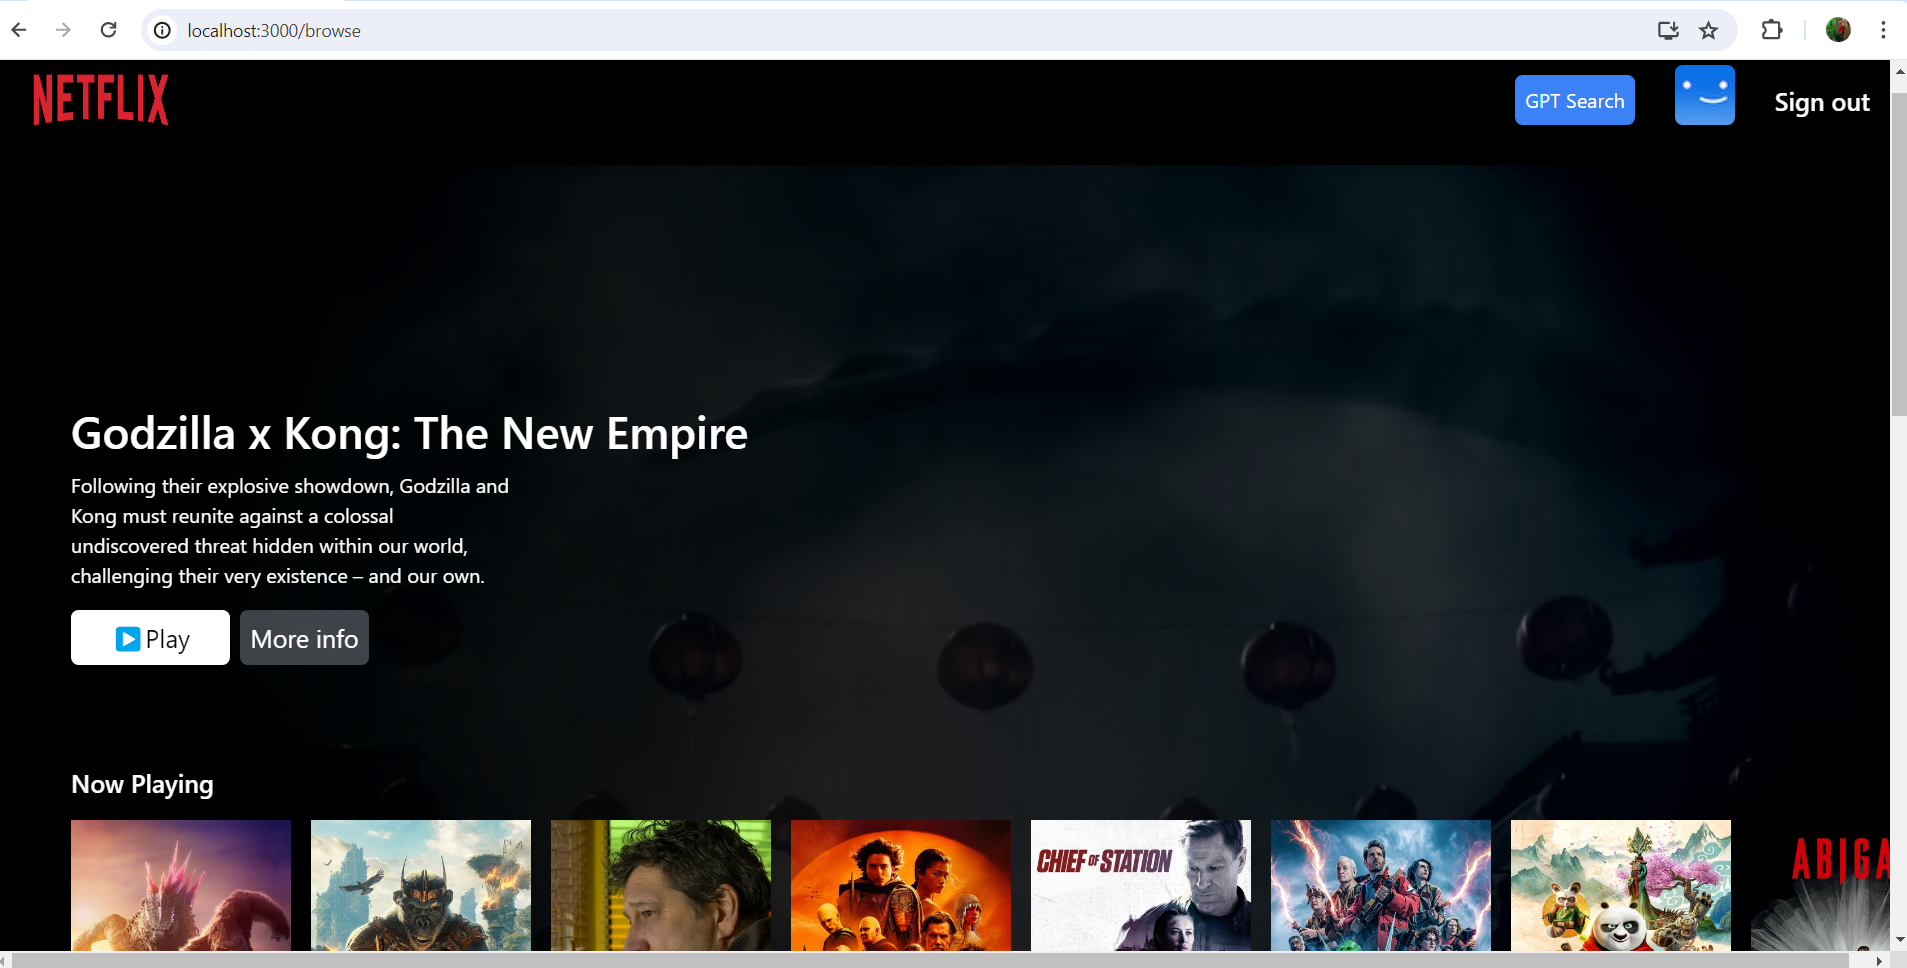 localhost:3000/browse
NETFLIX
GPT Search
Sign out
Godzilla x Kong: The New Empire
Following their explosive showdown, Godzilla and
Kong must reunite against a colossal
undiscovered threat hidden within our world,
challenging their very existence – and our own.
Play
More info
Now Playing
CHIEF OF STATION
ABIGA